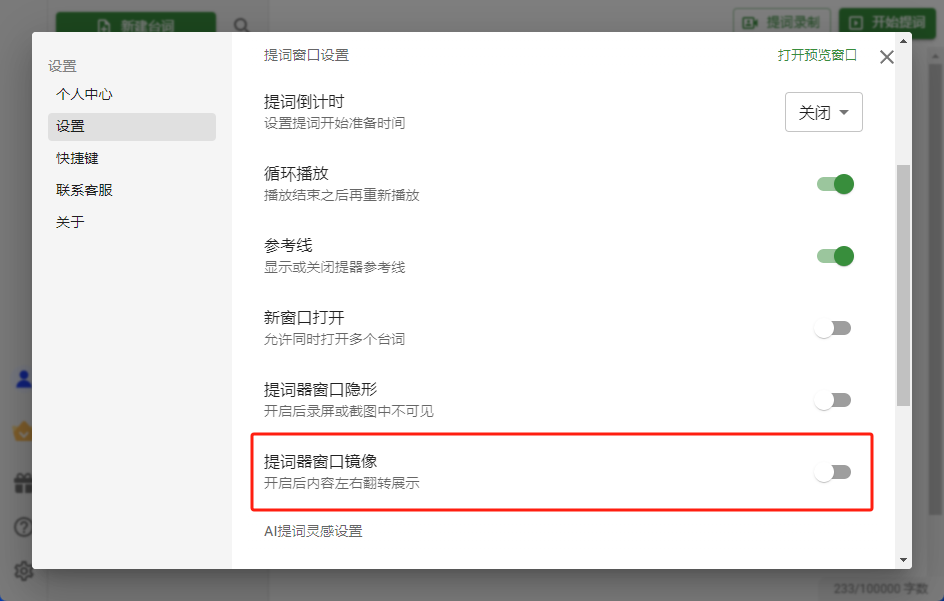 新建台词
提词录制
开始提词
设置
个人中心
设置
快捷键
联系客服
关于
提词窗口设置
打开预览窗口
提词倒计时
设置提词开始准备时间
关闭
循环播放
播放结束之后再重新播放
参考线
显示或关闭提器参考线
新窗口打开
允许同时打开多个台词
提词器窗口隐形
开启后录屏或截图中不可见
提词器窗口镜像
开启后内容左右翻转展示
AI提词灵感设置
233/100000 字数